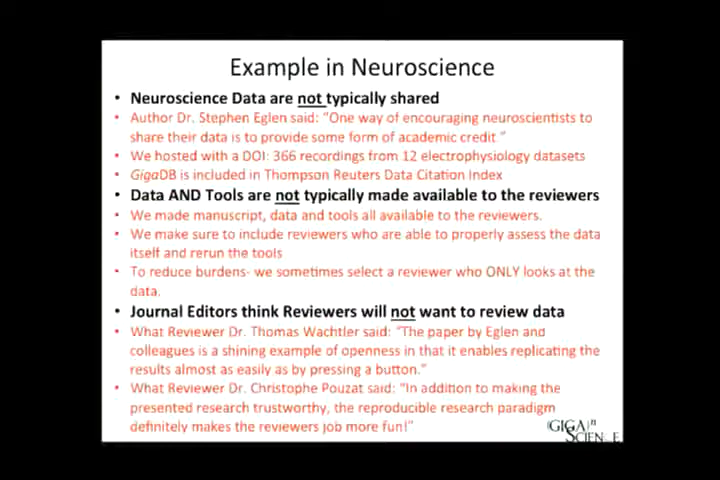 Example in Neuroscience
• Neuroscience Data are not typically shared
• Author Dr. Stephen Eglen said: "One way of encouraging neuroscientists to
share their data is to provide some form of academic credit "
• We hosted with a DOI: 366 recordings from 12 electrophysiology datasets
• GigaDB is included in Thompson Reuters Data Citation Index
• Data AND Tools are not typically made available to the reviewers
• We made manuscript, data and tools all available to the reviewers.
• We make sure to include reviewers who are able to properly assess the data
itself and rerun the tools
• To reduce burdens- we sometimes select a reviewer who ONLY looks at the
data.
• Journal Editors think Reviewers will not want to review data
• What Reviewer Dr. Thomas Wachtler said: "The paper by Eglen and
colleagues is a shining example of openness in that it enables replicating the
results almost as easily as by pressing a button."
• What Reviewer Dr. Christophe Pouzat said: "In addition to making the
presented research trustworthy, the reproducible research paradigm
definitely makes the reviewers job more fun!"
(GIGA)n
SCIENCE